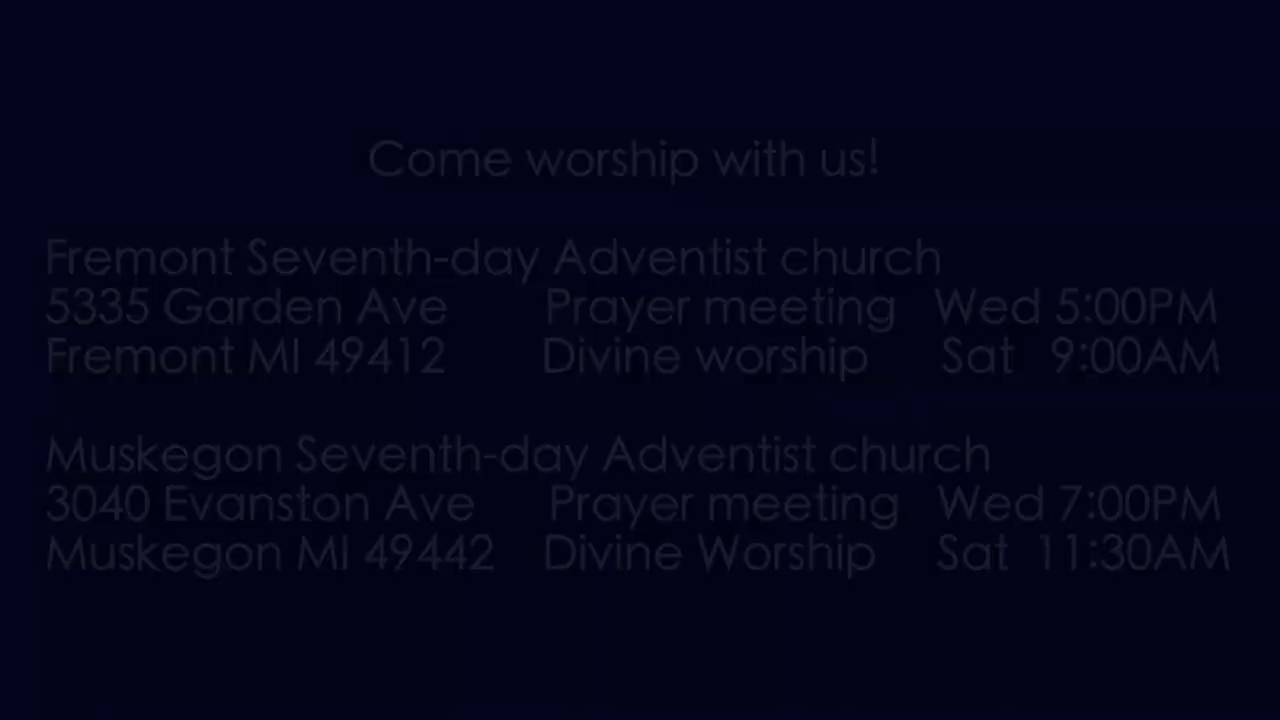 Come worship with us!
Fremont Seventh-day Adventist church
5335 Garden Ave Prayer meeting Wed 5:00PM
Fremont MI 49412 Divine worship Sat 9:00AM
Muskegon Seventh-day Adventist church
3040 Evanston Ave Prayer meeting Wed 7:00PM
Muskegon MI 49442 Divine Worship Sat 11:30AM